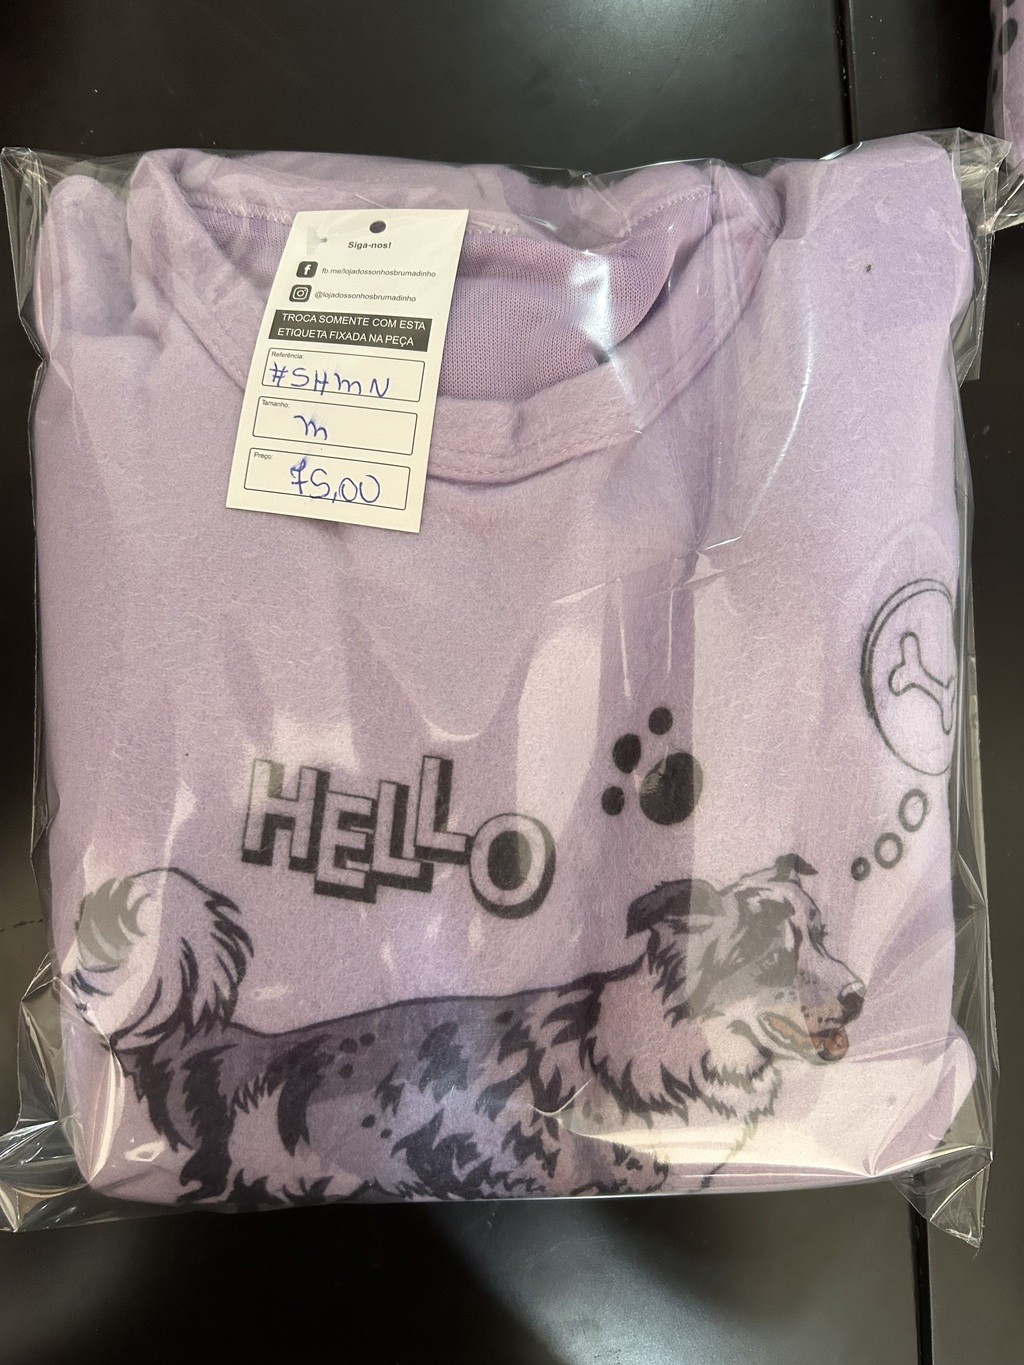 Siga-nos!
fb.me/lojadossonhosbrumadinho
@lojadossonhosbrumadinho
TROCA SOMENTE COM ESTA
ETIQUETA FIXADA NA PEÇA
Referência:
#SHMN
Tamanho:
M
Preço:
75,00
HELLO